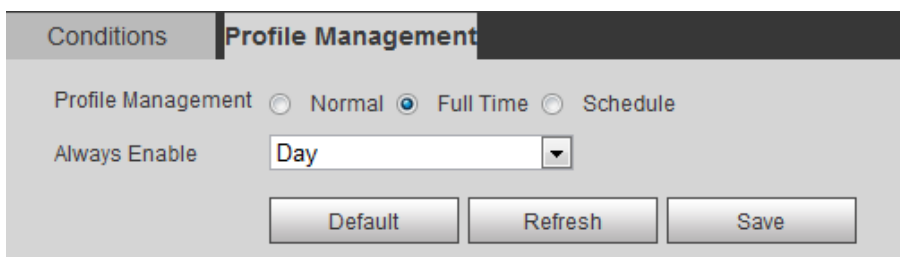 Conditions Profile Management
Profile Management Normal Full Time Schedule
Always Enable Day
Default Refresh Save